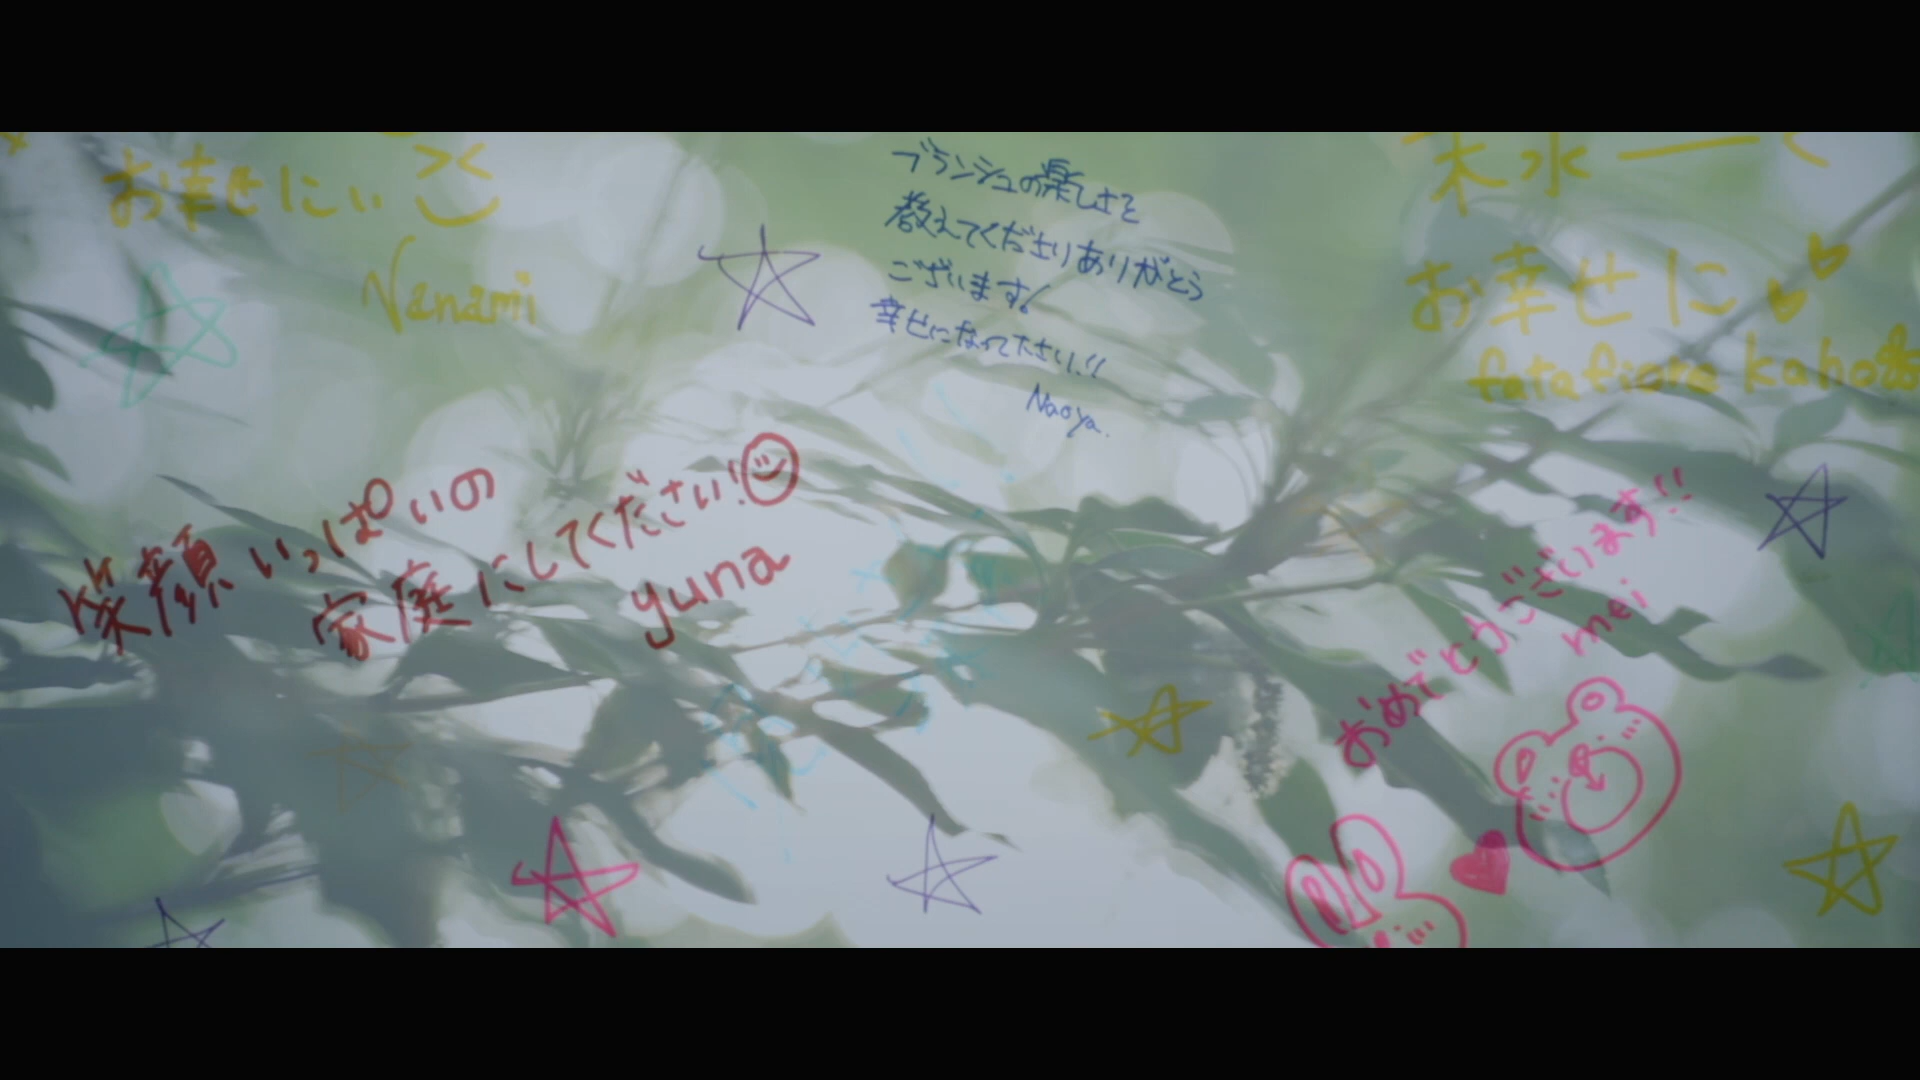 お幸せにぃ
Nanami
ブランシュの楽しさを
教えてくださりありがとう
ございます!
幸せになってださい!!
Naoya.
お幸せに
fatafiore kaho
笑顔いっぱいの
家庭にしてください!
yuna
おめでとうございます!!
mei